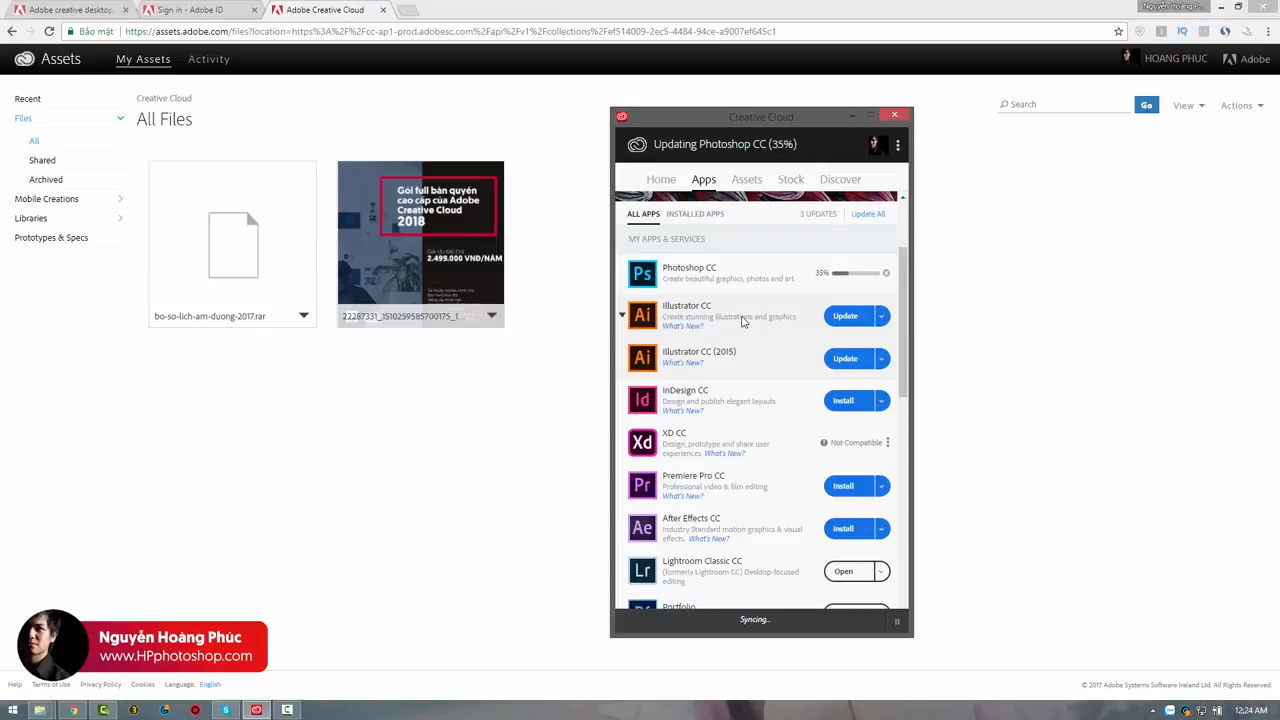 Adobe creative desktop
Sign in - Adobe ID
Adobe Creative Cloud
Nguyễn Hoàng P...
Bảo mật
https://assets.adobe.com/files?location=https%3A%2F%2Fcc-ap1-prod.adobesc.com%2Fapi%2Fv1%2Fcollections%2Fef514009-2ec5-4484-94ce-a9007ef645c1
Assets
My Assets
Activity
HOANG PHUC
Adobe
Recent
Files
All
Shared
Archived
Mobile Creations
Libraries
Prototypes & Specs
Creative Cloud
All Files
Search
Go
View
Actions
bo-so-lich-am-duong-2017.rar
Gói full bản quyền
cao cấp của Adobe
Creative Cloud
2018
2.499.000 VNĐ/NĂM
22287331_1510259585700175_1...
Creative Cloud
Updating Photoshop CC (35%)
Home
Apps
Assets
Stock
Discover
ALL APPS
INSTALLED APPS
3 UPDATES
Update All
MY APPS & SERVICES
Ps
Photoshop CC
Create beautiful graphics, photos and art
35%
Ai
Illustrator CC
Create stunning illustrations and graphics
What's New?
Update
Ai
Illustrator CC (2015)
What's New?
Update
Id
InDesign CC
Design and publish elegant layouts
What's New?
Install
Xd
XD CC
Design, prototype and share user
experiences What's New?
Not Compatible
Pr
Premiere Pro CC
Professional video & film editing
What's New?
Install
Ae
After Effects CC
Industry Standard motion graphics & visual
effects. What's New?
Install
Lr
Lightroom Classic CC
(formerly Lightroom CC) Desktop-focused
editing
Open
Portfolio
Syncing...
Nguyễn Hoàng Phúc
www.HPphotoshop.com
Help
Terms of Use
Privacy Policy
Cookies
Language:
English
© 2017 Adobe Systems Software Ireland Ltd. All Rights Reserved.
12:24 AM